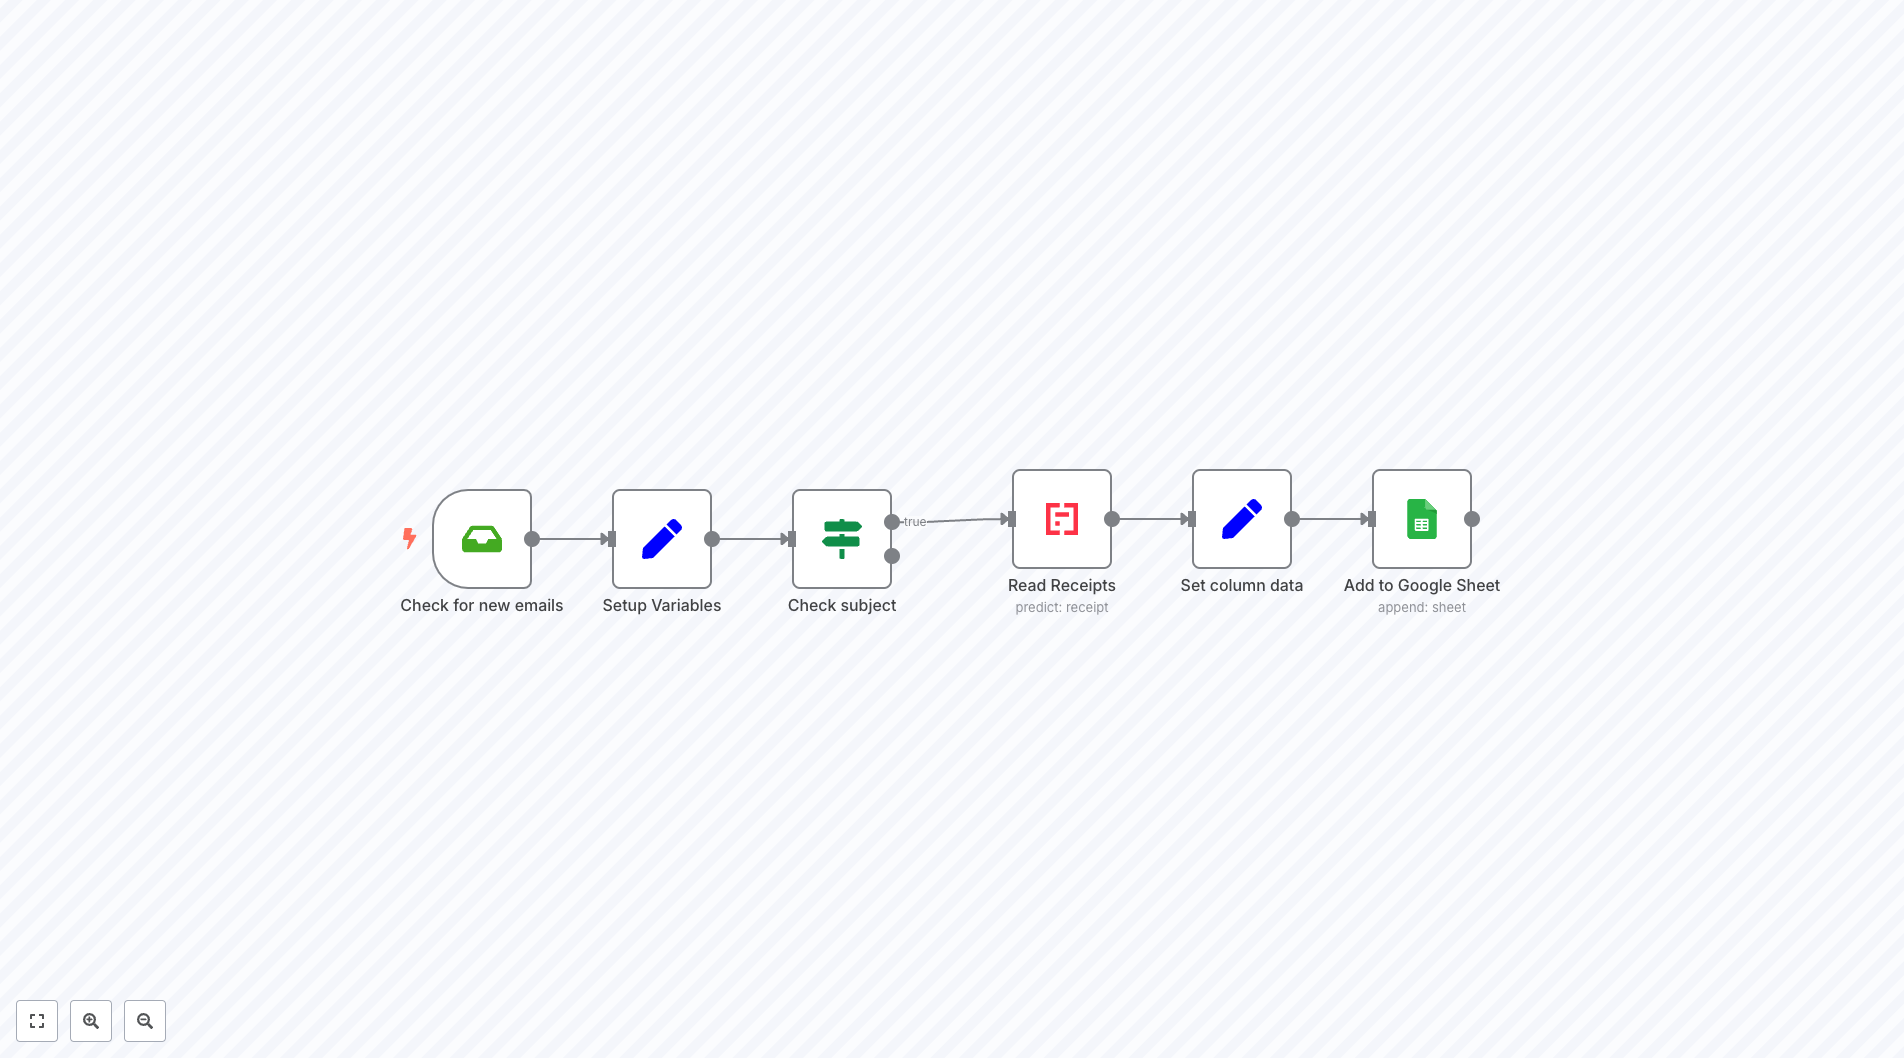 true
Check for new emails
Setup Variables
Check subject
Read Receipts
predict: receipt
Set column data
Add to Google Sheet
append: sheet